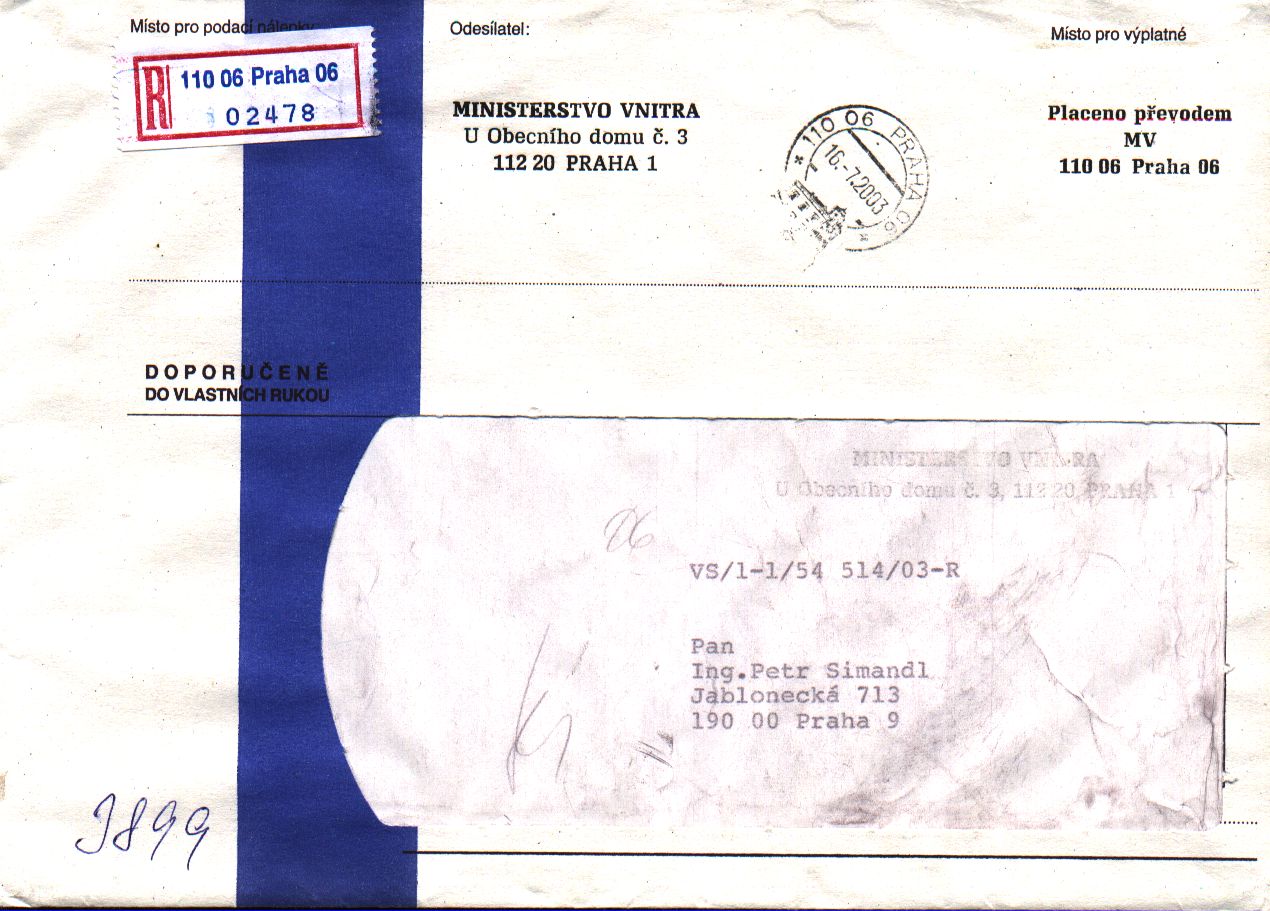 Místo pro podací nálepku
R 110 06 Praha 06
02478
Odesílatel:
MINISTERSTVO VNITRA
U Obecního domu č. 3
112 20 PRAHA 1
110 06 PRAHA 06
16.-7.2003
Místo pro výplatné
Placeno převodem
MV
110 06 Praha 06
DOPORUČENĚ
DO VLASTNÍCH RUKOU
MINISTERSTVO VNITRA
U Obecního domu č. 3, 112 20, PRAHA 1
VS/1-1/54 514/03-R
Pan
Ing.Petr Simandl
Jablonecká 713
190 00 Praha 9
9899